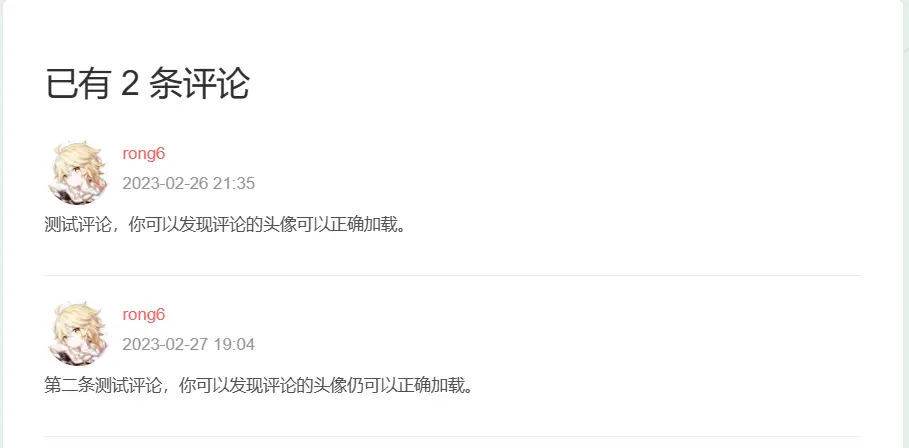 已有 2 条评论
rong6
2023-02-26 21:35
测试评论，你可以发现评论的头像可以正确加载。
rong6
2023-02-27 19:04
第二条测试评论，你可以发现评论的头像仍可以正确加载。